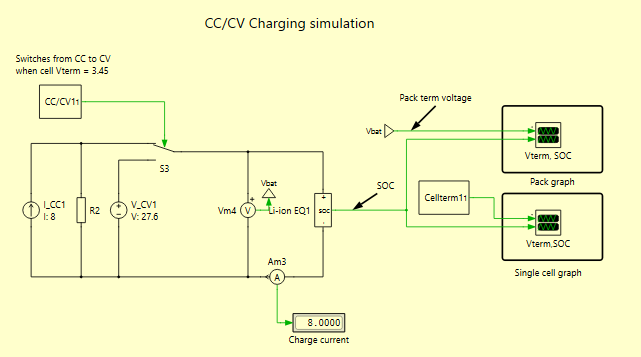 CC/CV Charging simulation
Switches from CC to CV
when cell Vterm = 3.45
CC/CV11
Pack term voltage
Vbat
Vterm, SOC
Pack graph
S3
Vbat
SOC
Cellterm11
I_CC1
I: 8
R2
V_CV1
V: 27.6
Vm4
V
+
Li-ion EQ1
+
soc
-
Vterm,SOC
Single cell graph
Am3
A
8.0000
Charge current